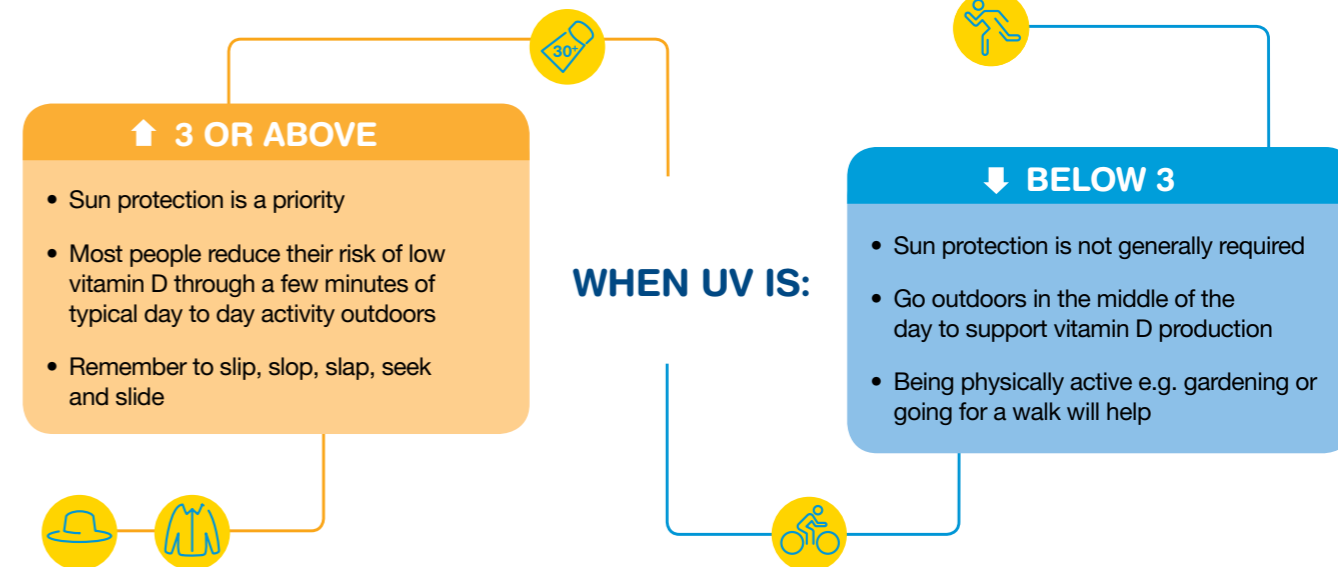 30+
⬆ 3 OR ABOVE
• Sun protection is a priority
• Most people reduce their risk of low
vitamin D through a few minutes of
typical day to day activity outdoors
• Remember to slip, slop, slap, seek
and slide
WHEN UV IS:
⬇ BELOW 3
• Sun protection is not generally required
• Go outdoors in the middle of the
day to support vitamin D production
• Being physically active e.g. gardening or
going for a walk will help